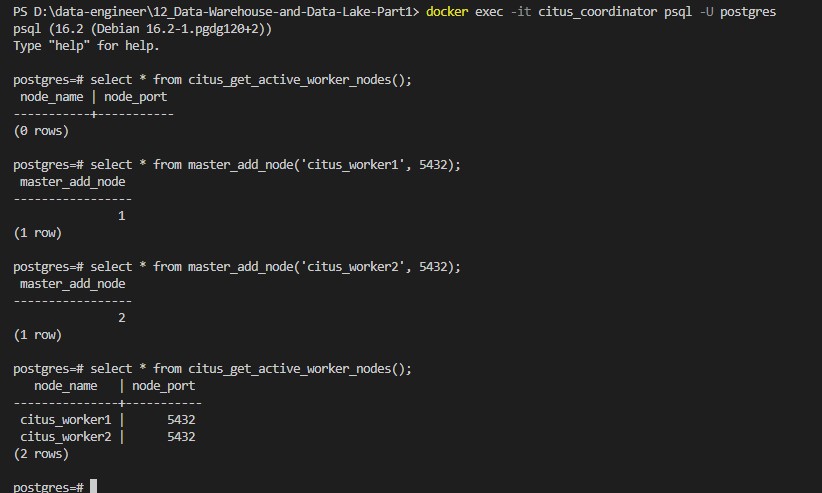 PS D:\data-engineer\12_Data-Warehouse-and-Data-Lake-Part1> docker exec -it citus_coordinator psql -U postgres
psql (16.2 (Debian 16.2-1.pgdg120+2))
Type "help" for help.

postgres=# select * from citus_get_active_worker_nodes();
 node_name | node_port
-----------+-----------
(0 rows)

postgres=# select * from master_add_node('citus_worker1', 5432);
 master_add_node
-----------------
               1
(1 row)

postgres=# select * from master_add_node('citus_worker2', 5432);
 master_add_node
-----------------
               2
(1 row)

postgres=# select * from citus_get_active_worker_nodes();
   node_name   | node_port
---------------+-----------
 citus_worker1 |      5432
 citus_worker2 |      5432
(2 rows)

postgres=#